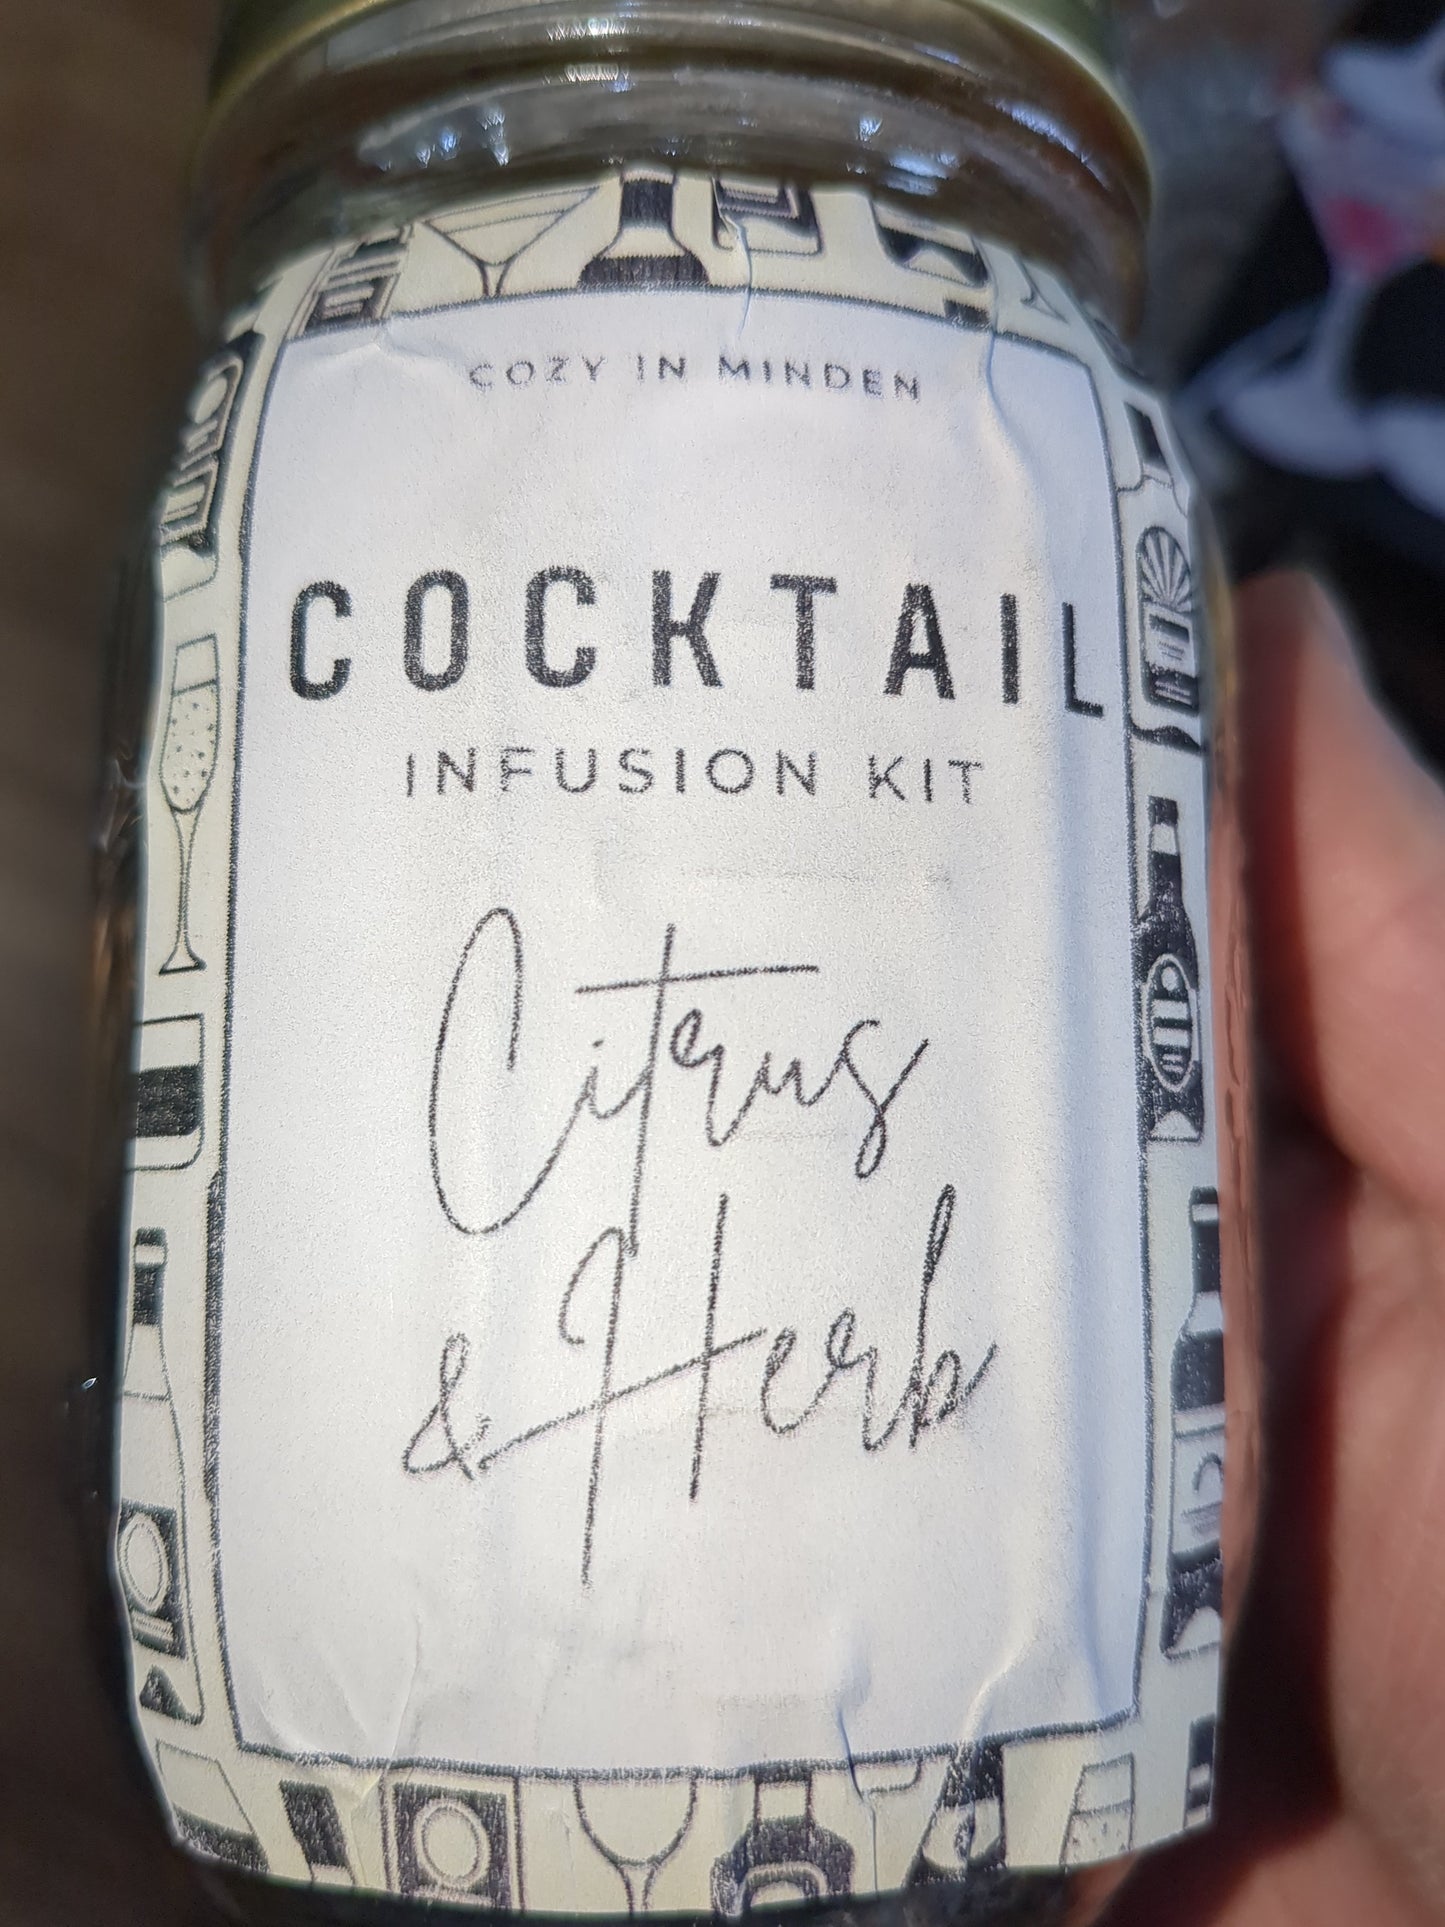 COZY IN MINDEN
COCKTAIL
INFUSION KIT
Citrus
& Herb